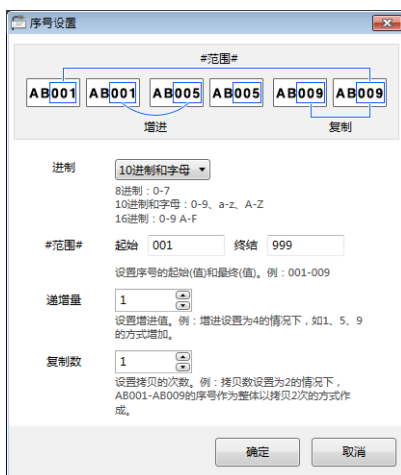 序号设置
#范围#
AB001 AB001 AB005 AB005 AB009 AB009
增进 复制
进制 10进制和字母
8进制：0-7
10进制和字母：0-9、a-z、A-Z
16进制：0-9 A-F
#范围# 起始 001 终结 999
设置序号的起始(值)和最终(值)。例：001-009
递增量 1
设置增进值。例：增进设置为4的情况下，如1、5、9
的方式增加。
复制数 1
设置拷贝的次数。例：拷贝数设置为2的情况下，
AB001-AB009的序号作为整体以拷贝2次的方式作
成。
确定 取消